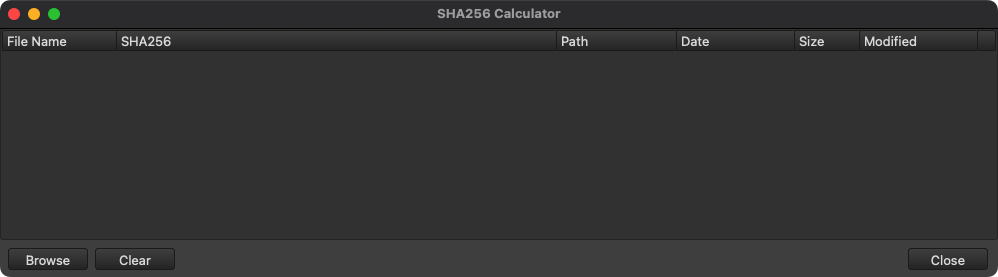 SHA256 Calculator
File Name SHA256 Path Date Size Modified
Browse Clear Close